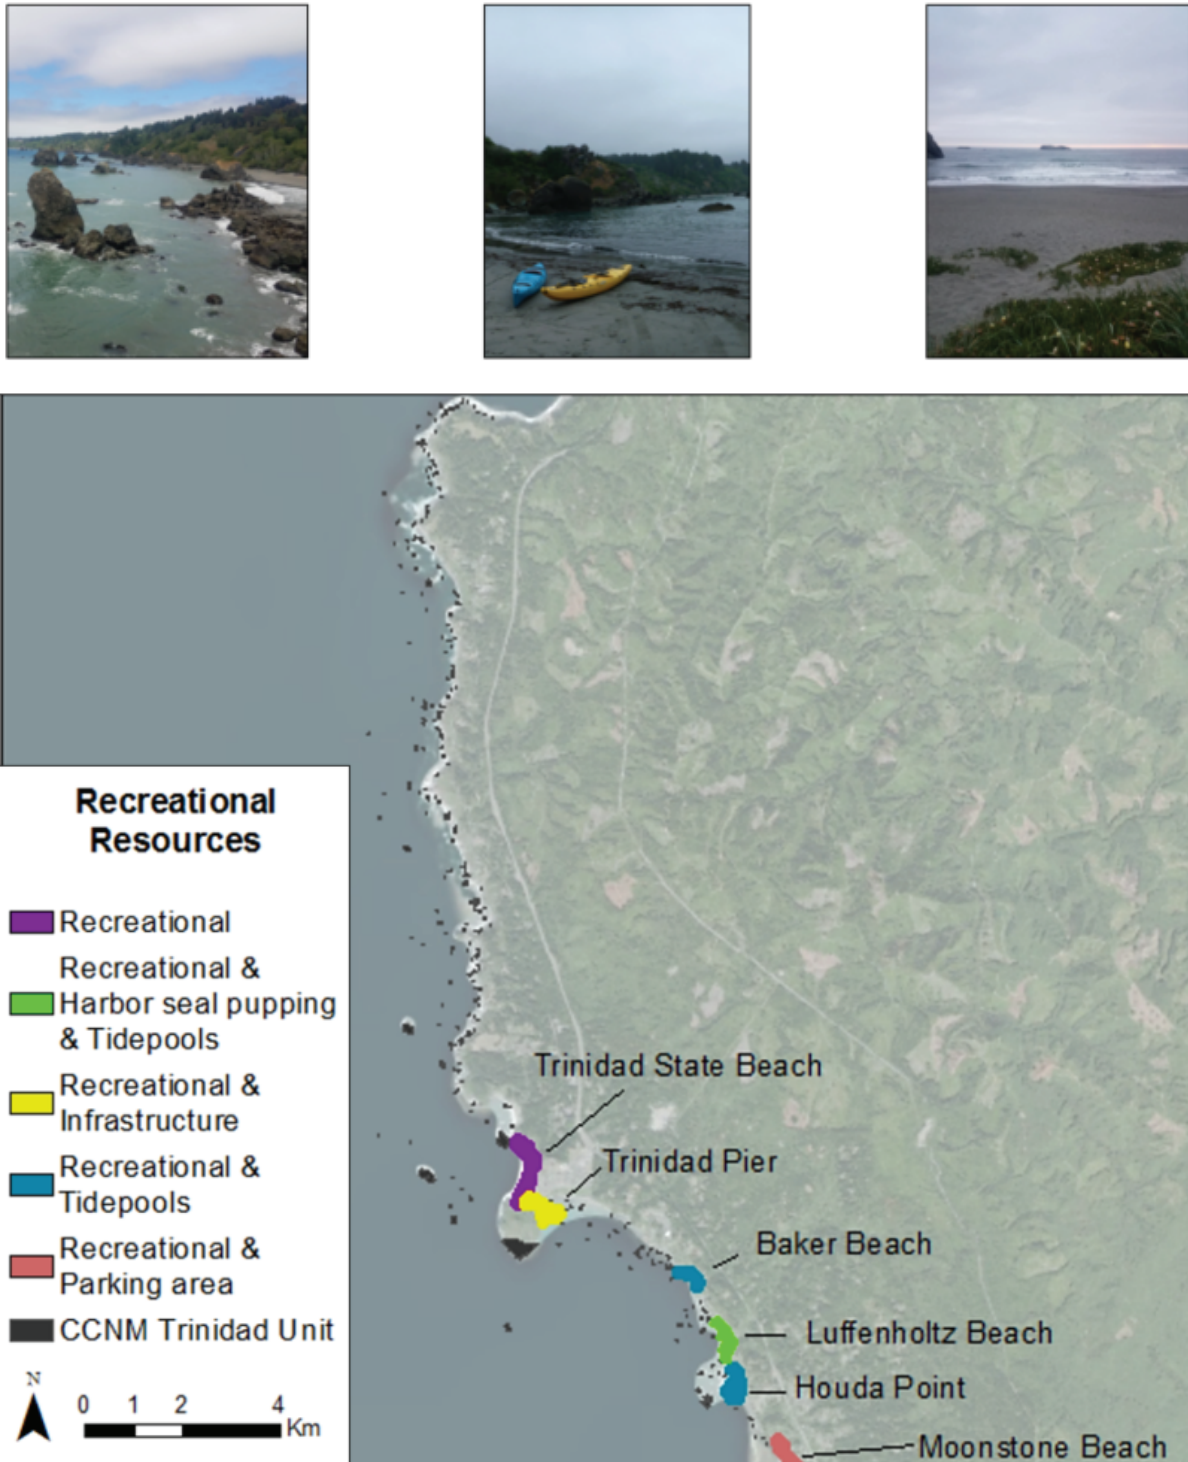 Recreational
Resources
Recreational
Recreational &
Harbor seal pupping
& Tidepools
Recreational &
Infrastructure
Recreational &
Tidepools
Recreational &
Parking area
CCNM Trinidad Unit
N
0 1 2 4
Km
Trinidad State Beach
Trinidad Pier
Baker Beach
Luffenholtz Beach
Houda Point
Moonstone Beach